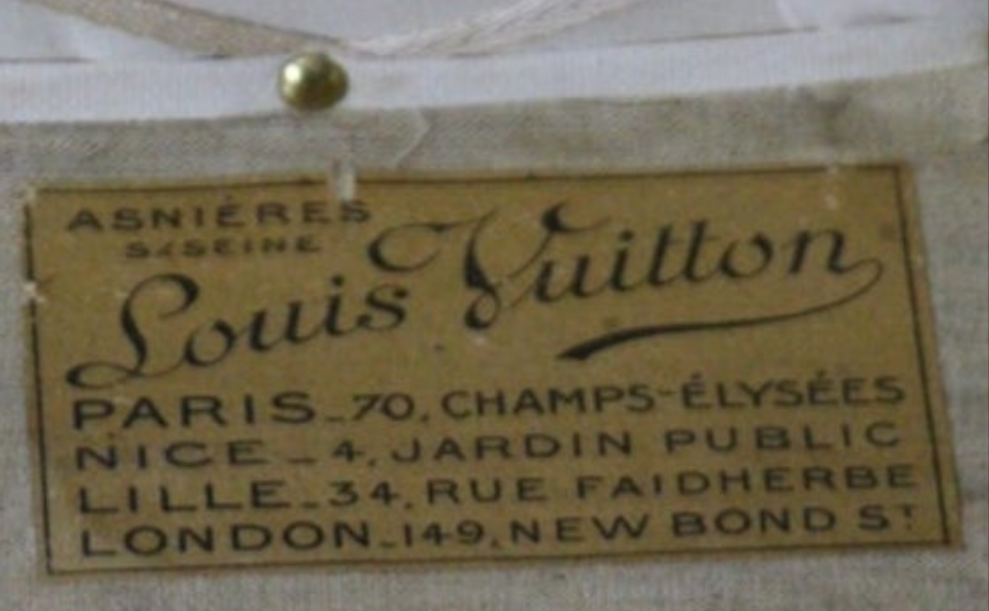 ASNIÈRES
S/SEINE
Louis Vuitton
PARIS_70, CHAMPS-ÉLYSÉES
NICE_4, JARDIN PUBLIC
LILLE_34, RUE FAIDHERBE
LONDON_149, NEW BOND ST